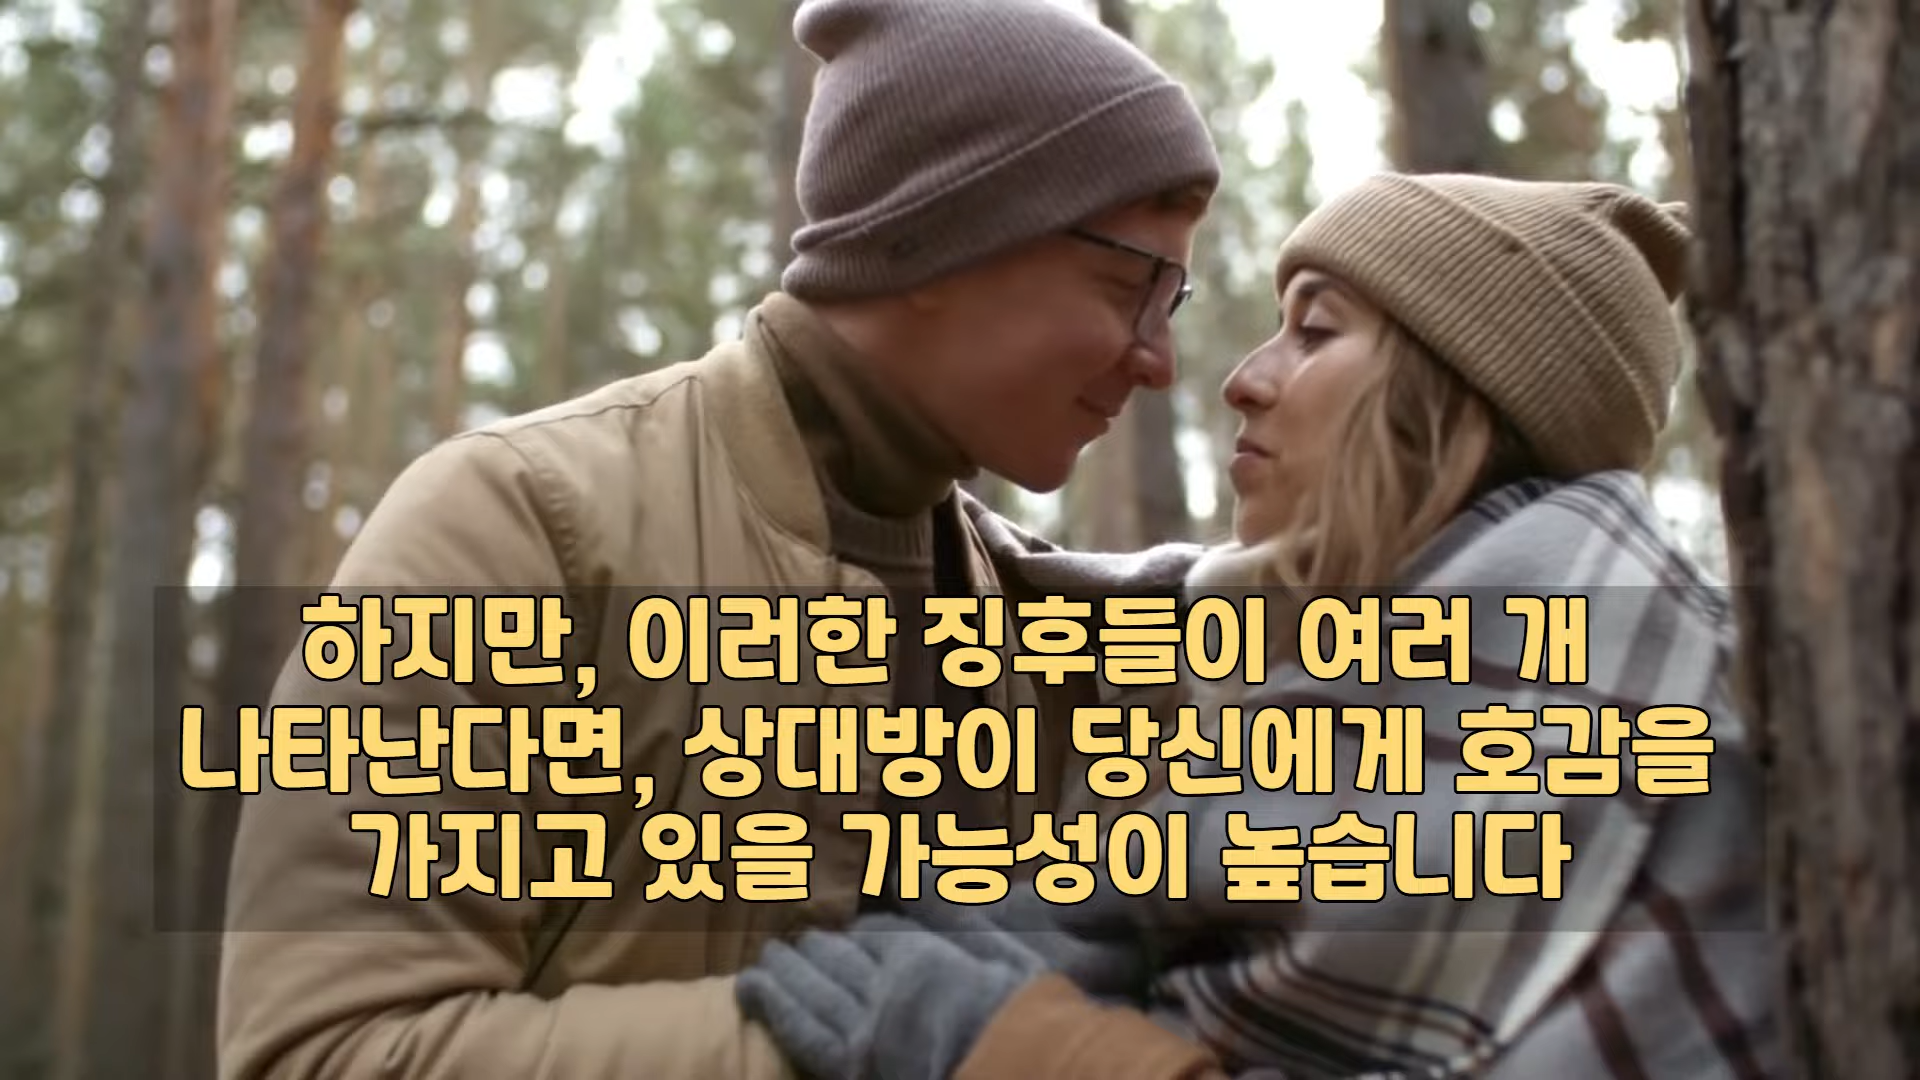 하지만, 이러한 징후들이 여러 개
나타난다면, 상대방이 당신에게 호감을
가지고 있을 가능성이 높습니다